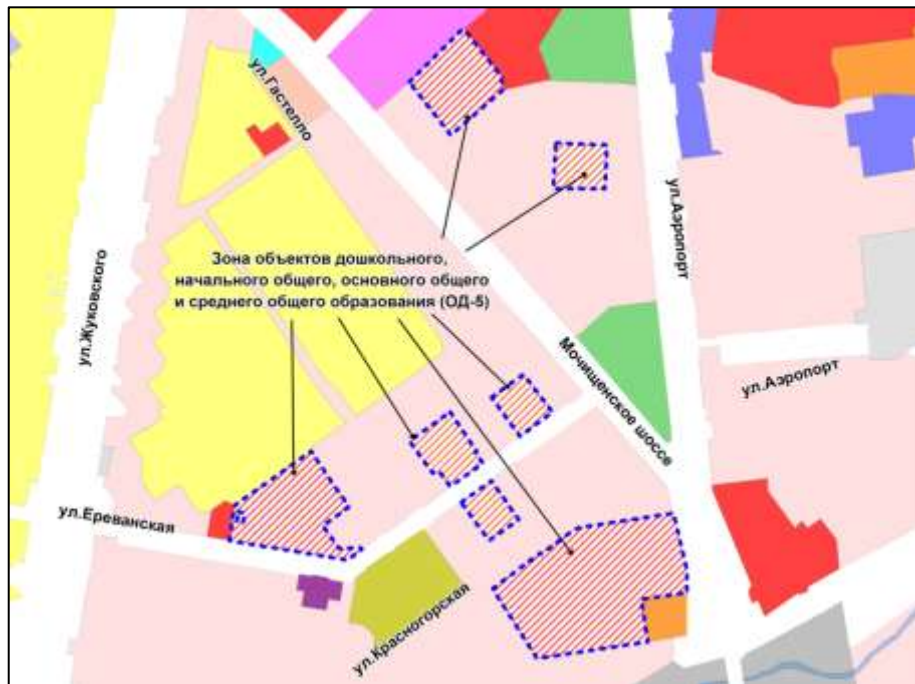 ул.Гастелло
ул.Аэропорт
Зона объектов дошкольного,
начального общего, основного общего
и среднего общего образования (ОД-5)
ул.Жуковского
Мочищенское шоссе
ул.Аэропорт
ул.Ереванская
ул.Красногорская